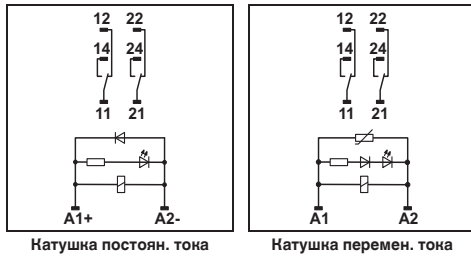 12 22
14 24
11 21
A1+ A2-
Катушка постоян. тока
12 22
14 24
11 21
A1 A2
Катушка перемен. тока